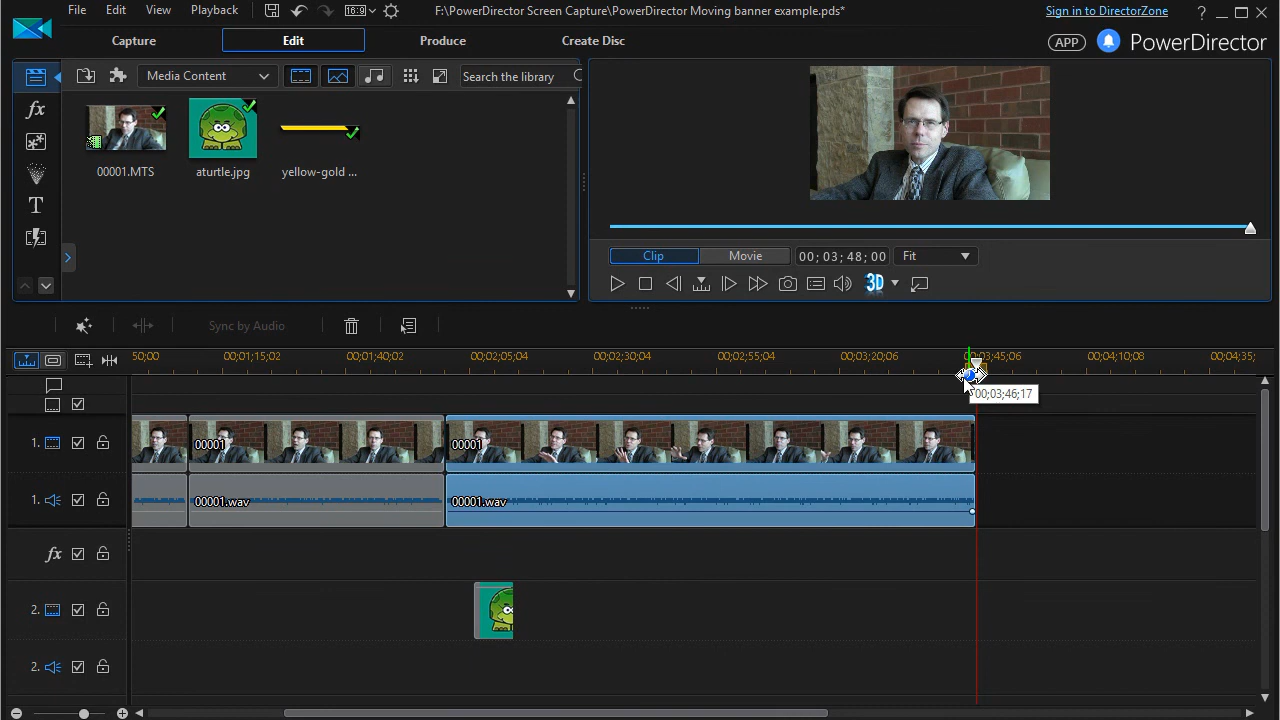 File Edit View Playback 16:9 F:\PowerDirector Screen Capture\PowerDirector Moving banner example.pds* Sign in to DirectorZone ?
Capture Edit Produce Create Disc APP PowerDirector
Media Content Search the library
fx
00001.MTS aturtle.jpg yellow-gold ...
T
Clip Movie 00; 03; 48; 00 Fit
3D
Sync by Audio
50;00 00;01;15;02 00;01;40;02 00;02;05;04 00;02;30;04 00;02;55;04 00;03;20;06 00;03;45;06 00;04;10;08 00;04;35;
00;03;46;17
1. 00001 00001
1. 00001.wav 00001.wav
fx
2.
2.